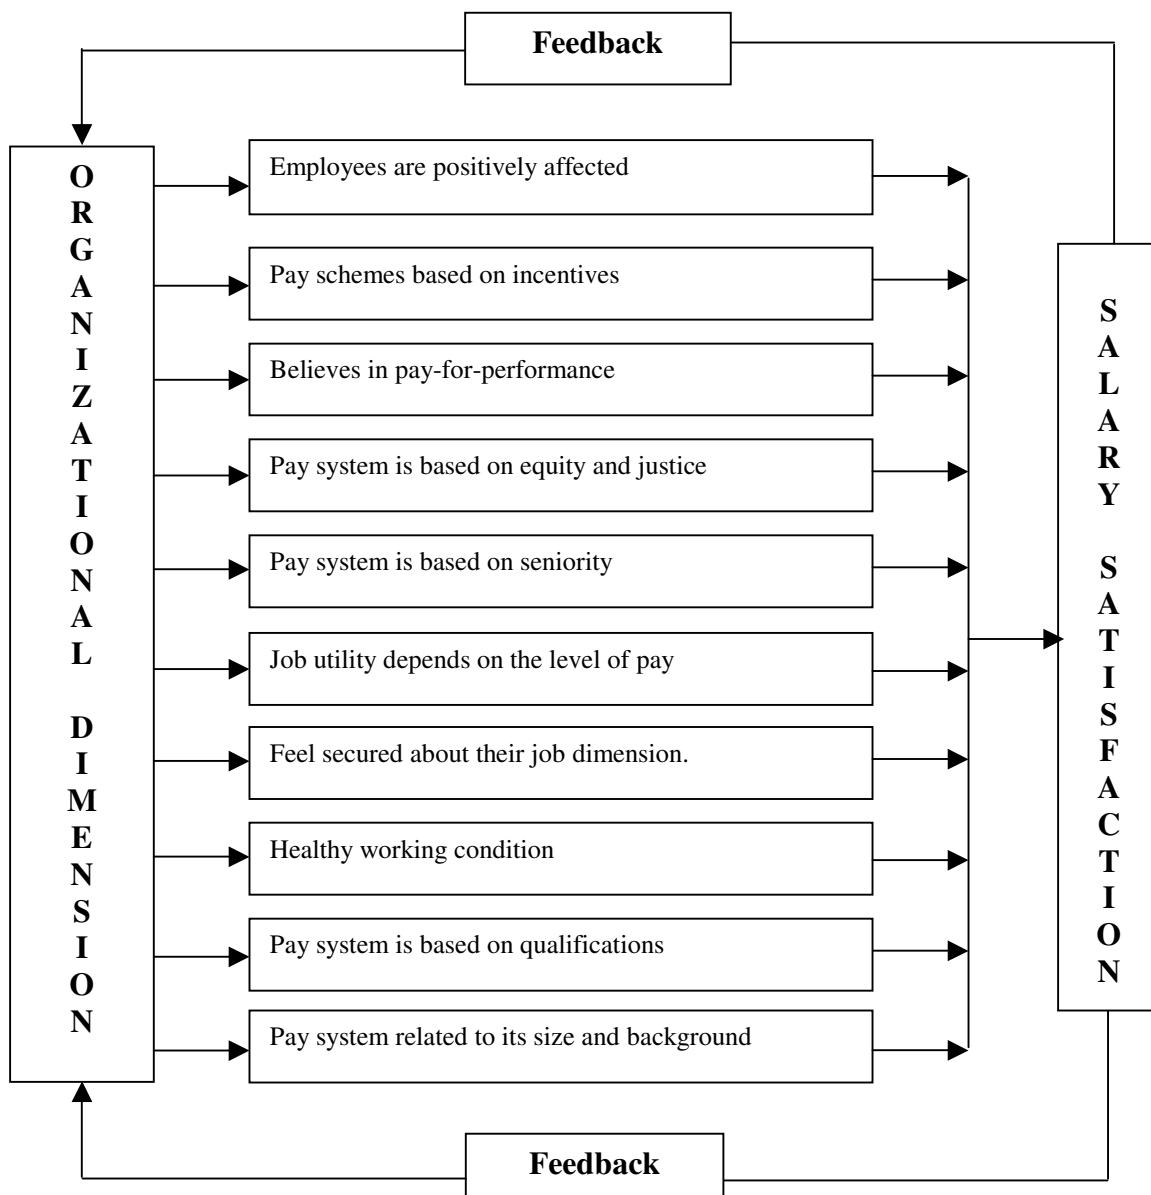 Feedback
ORGANIZATIONAL DIMENSION
Employees are positively affected
Pay schemes based on incentives
Believes in pay-for-performance
Pay system is based on equity and justice
Pay system is based on seniority
Job utility depends on the level of pay
Feel secured about their job dimension.
Healthy working condition
Pay system is based on qualifications
Pay system related to its size and background
SALARY SATISFACTION
Feedback